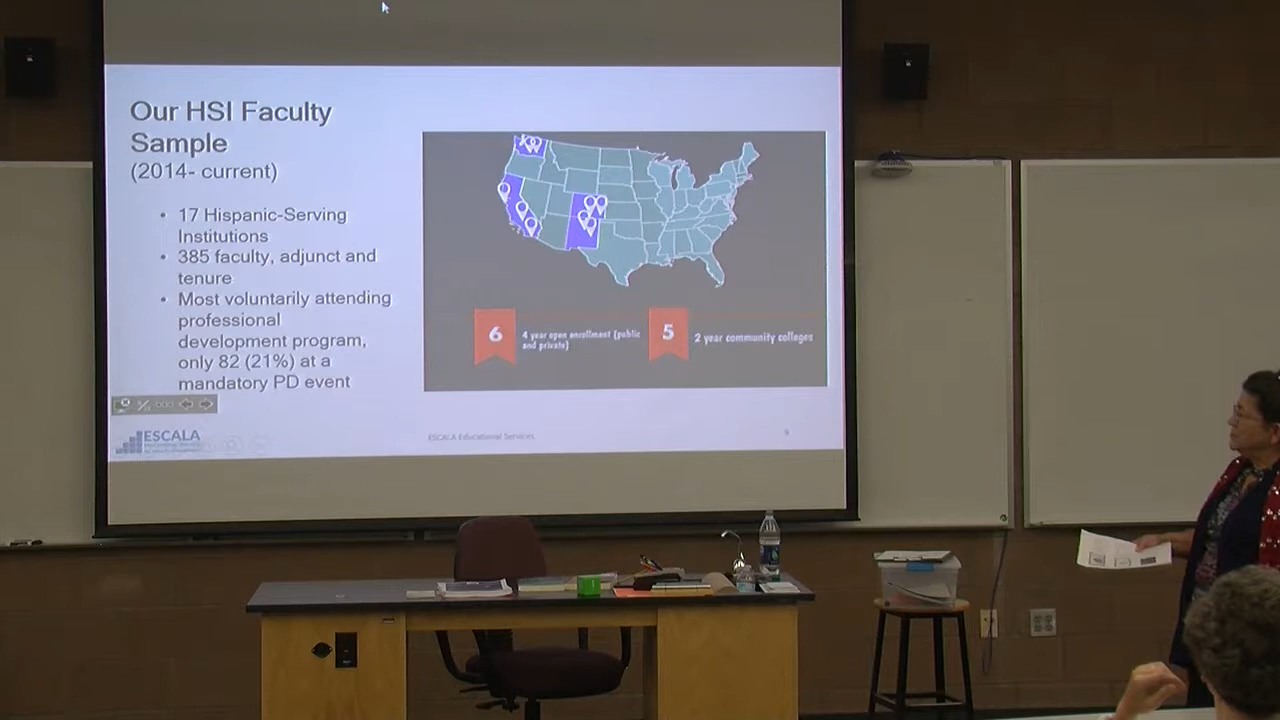 Our HSI Faculty
Sample
(2014- current)
• 17 Hispanic-Serving
Institutions
• 385 faculty, adjunct and
tenure
• Most voluntarily attending
professional
development program,
only 82 (21%) at a
mandatory PD event
6
4 year open enrollment (public
and private)
5
2 year community colleges
ESCALA
ESCALA Educational Services